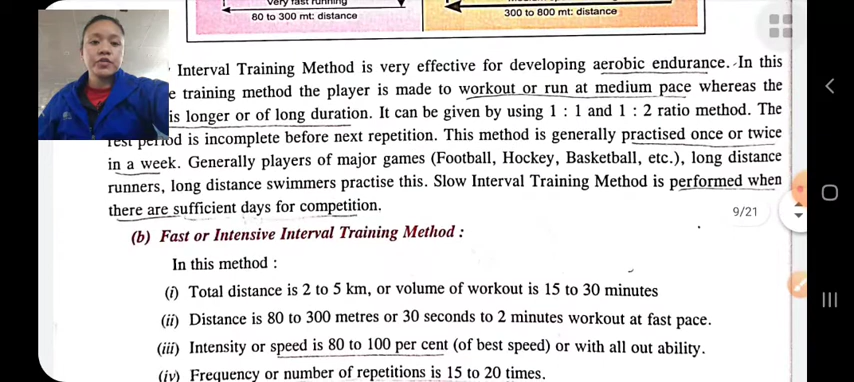 Very fast running
80 to 300 mt: distance
300 to 800 mt: distance
Interval Training Method is very effective for developing aerobic endurance. In this
e training method the player is made to workout or run at medium pace whereas the
is longer or of long duration. It can be given by using 1 : 1 and 1 : 2 ratio method. The
rest period is incomplete before next repetition. This method is generally practised once or twice
in a week. Generally players of major games (Football, Hockey, Basketball, etc.), long distance
runners, long distance swimmers practise this. Slow Interval Training Method is performed when
there are sufficient days for competition.
9/21
(b) Fast or Intensive Interval Training Method :
In this method :
(i) Total distance is 2 to 5 km, or volume of workout is 15 to 30 minutes
(ii) Distance is 80 to 300 metres or 30 seconds to 2 minutes workout at fast pace.
(iii) Intensity or speed is 80 to 100 per cent (of best speed) or with all out ability.
(iv) Frequency or number of repetitions is 15 to 20 times.